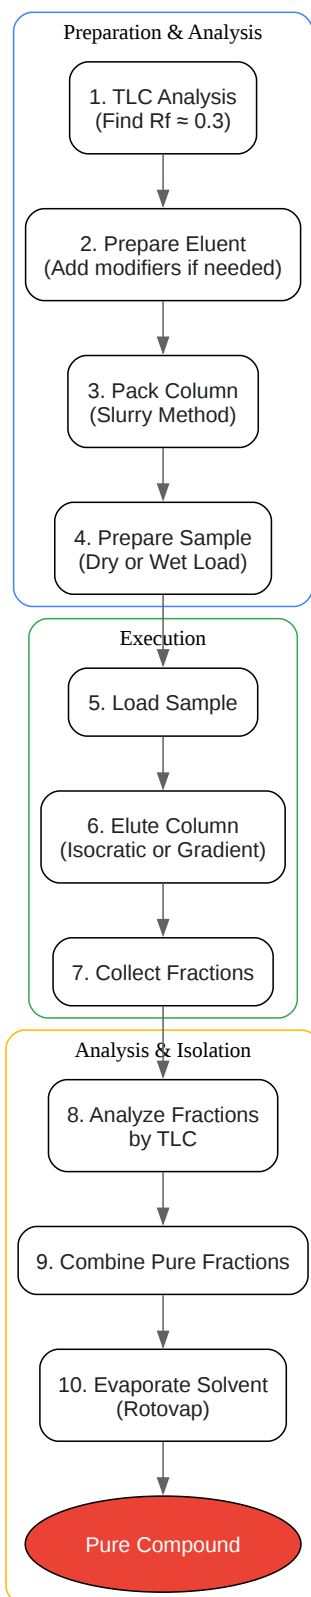 Preparation & Analysis
1. TLC Analysis
(Find Rf ≈ 0.3)
2. Prepare Eluent
(Add modifiers if needed)
3. Pack Column
(Slurry Method)
4. Prepare Sample
(Dry or Wet Load)
Execution
5. Load Sample
6. Elute Column
(Isocratic or Gradient)
7. Collect Fractions
Analysis & Isolation
8. Analyze Fractions
by TLC
9. Combine Pure Fractions
10. Evaporate Solvent
(Rotovap)
Pure Compound